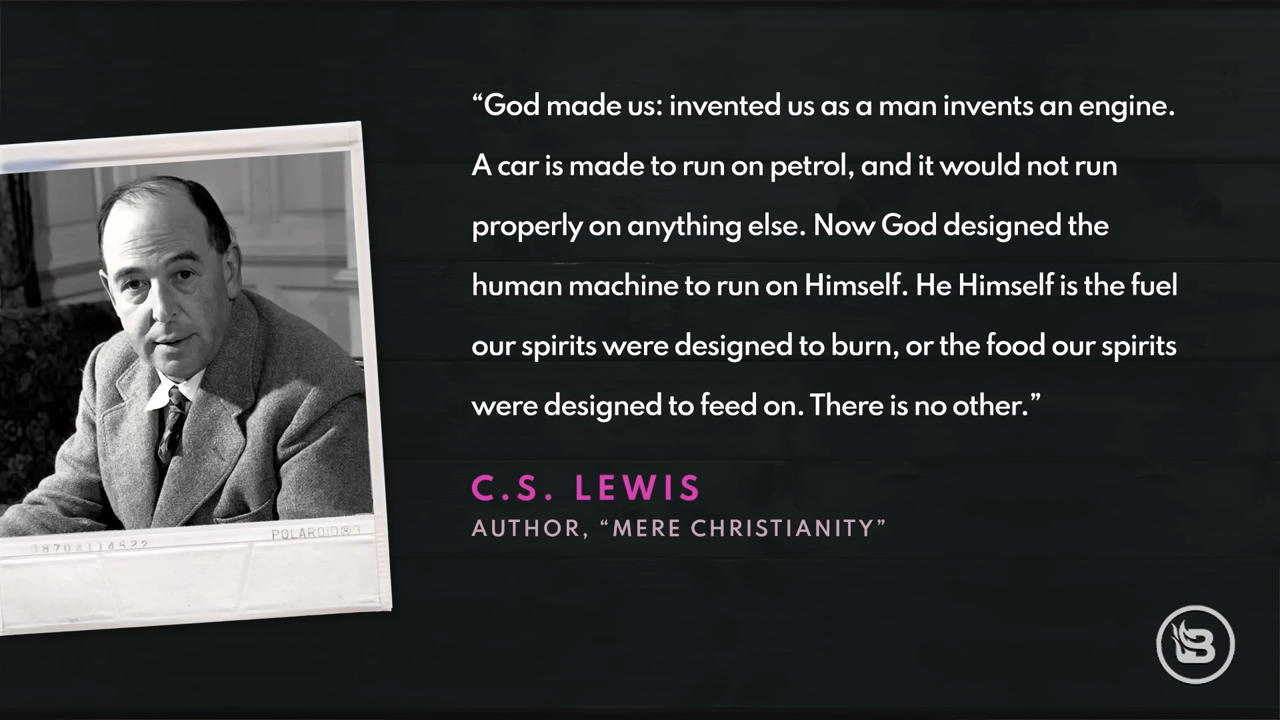 “God made us: invented us as a man invents an engine.
A car is made to run on petrol, and it would not run
properly on anything else. Now God designed the
human machine to run on Himself. He Himself is the fuel
our spirits were designed to burn, or the food our spirits
were designed to feed on. There is no other.”
C.S. LEWIS
AUTHOR, “MERE CHRISTIANITY”
POLAROID®
B